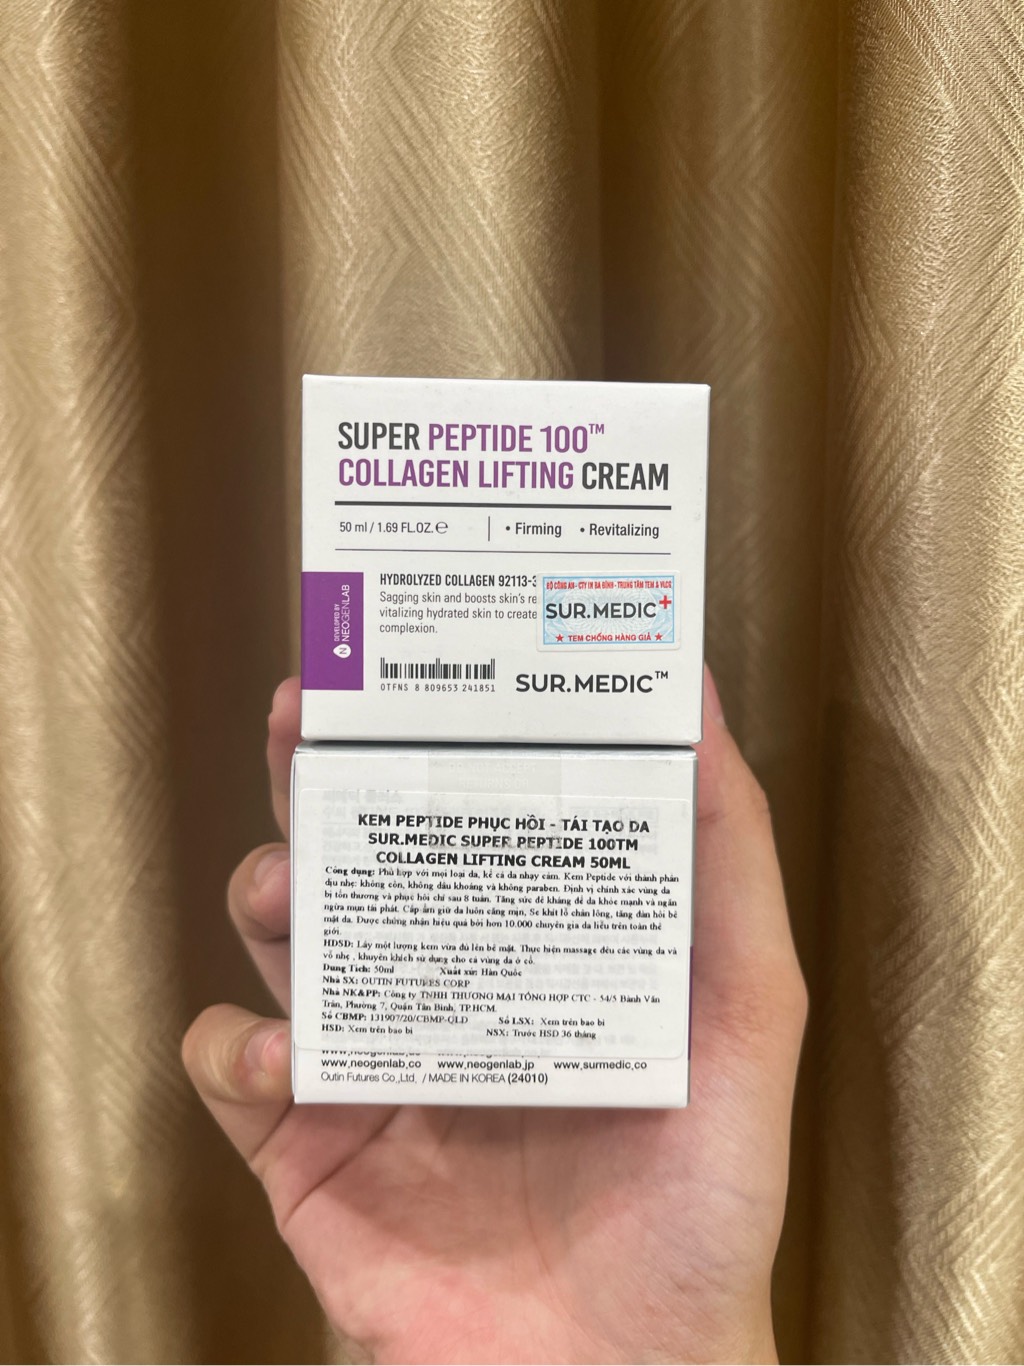 SUPER PEPTIDE 100™
COLLAGEN LIFTING CREAM
50 ml / 1.69 FL.OZ.℮ • Firming • Revitalizing
DEVELOPED BY
NEOGENLAB
N
HYDROLYZED COLLAGEN 92113-3
Sagging skin and boosts skin's re
vitalizing hydrated skin to create
complexion.
BỘ CÔNG AN - CTY IN BA ĐÌNH - TRUNG TÂM TEM &
SUR.MEDIC+
★ TEM CHỐNG HÀNG GIẢ ★
OTFNS 8 809653 241851
SUR.MEDIC™
KEM PEPTIDE PHỤC HỒI - TÁI TẠO DA
SUR.MEDIC SUPER PEPTIDE 100TM
COLLAGEN LIFTING CREAM 50ML
Công dụng: Phù hợp với mọi loại da, kể cả da nhạy cảm. Kem Peptide với thành phần
dịu nhẹ: không cồn, không dầu khoáng và không paraben. Định vị chính xác vùng da
bị tổn thương và phục hồi chỉ sau 8 tuần. Tăng sức đề kháng để da khỏe mạnh và ngăn
ngừa mụn tái phát. Cấp ẩm giữ da luôn căng mịn, Se khít lỗ chân lông, tăng đàn hồi bề
mặt da. Được chứng nhận hiệu quả bởi hơn 10.000 chuyên gia da liễu trên toàn thế
giới.
HDSD: Lấy một lượng kem vừa đủ lên bề mặt. Thực hiện massage đều các vùng da và
vỗ nhẹ , khuyến khích sử dụng cho cả vùng da ở cổ.
Dung Tích: 50ml Xuất xứ: Hàn Quốc
Nhà SX: OUTIN FUTURES CORP
Nhà NK&PP: Công ty TNHH THƯƠNG MẠI TỔNG HỢP CTC - 54/5 Bành Văn
Trân, Phường 7, Quận Tân Bình, TP.HCM.
Số CBMP: 131907/20/CBMP-QLD Số LSX: Xem trên bao bì
HSD: Xem trên bao bì NSX: Trước HSD 36 tháng
www.neogenlab.co www.neogenlab.jp www.surmedic.co
Outin Futures Co.,Ltd. / MADE IN KOREA (24010)